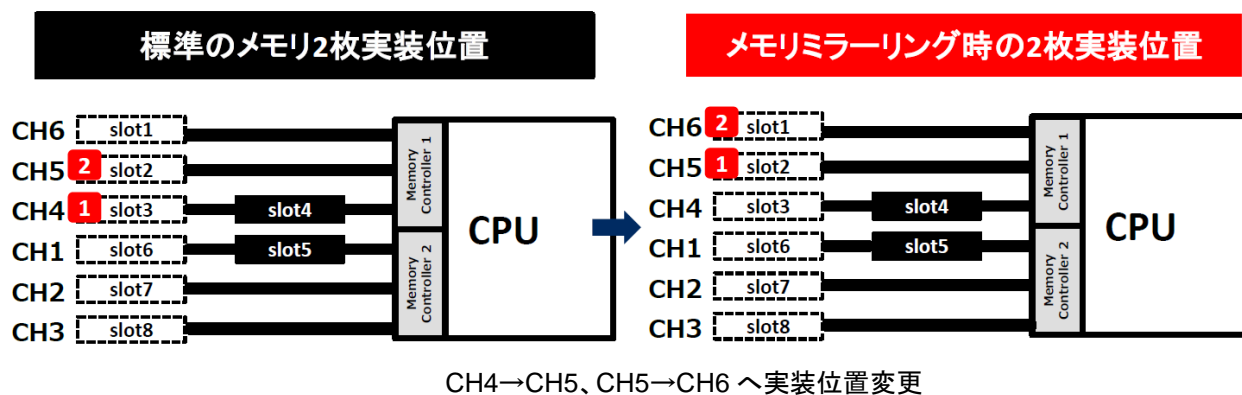 標準のメモリ2枚実装位置
メモリミラーリング時の2枚実装位置
CH6 slot1
CH5 2 slot2
CH4 1 slot3 slot4
CH1 slot6 slot5
CH2 slot7
CH3 slot8
Memory Controller 1
Memory Controller 2
CPU
CH6 2 slot1
CH5 1 slot2
CH4 slot3 slot4
CH1 slot6 slot5
CH2 slot7
CH3 slot8
Memory Controller 1
Memory Controller 2
CPU
CH4→CH5、CH5→CH6 へ実装位置変更